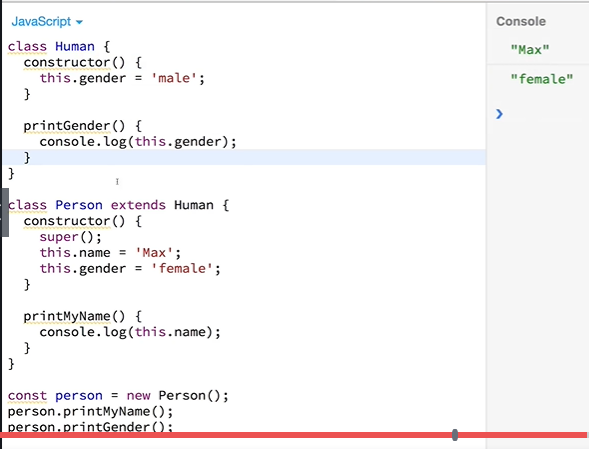 JavaScript
class Human {
  constructor() {
    this.gender = 'male';
  }

  printGender() {
    console.log(this.gender);
  }
}

class Person extends Human {
  constructor() {
    super();
    this.name = 'Max';
    this.gender = 'female';
  }

  printMyName() {
    console.log(this.name);
  }
}

const person = new Person();
person.printMyName();
person.printGender();
Console
"Max"
"female"